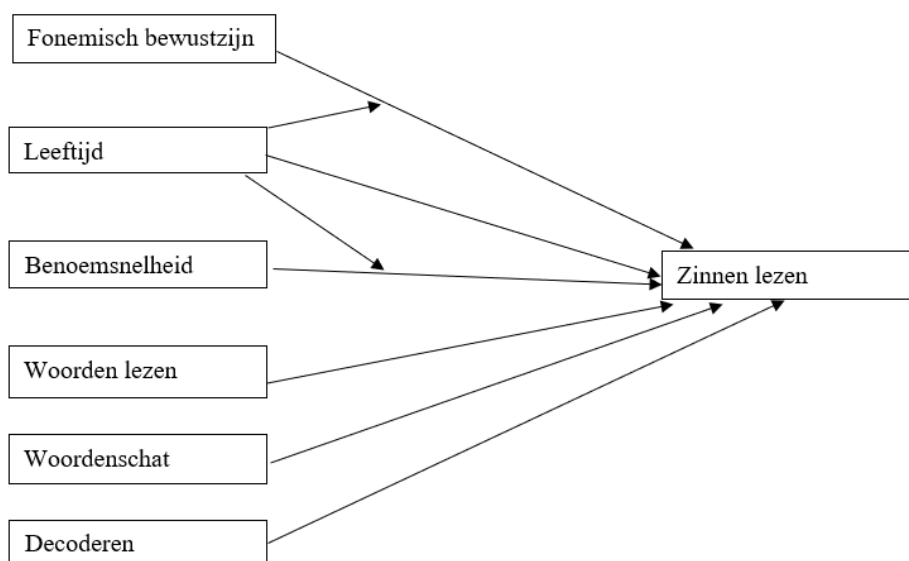 Fonemisch bewustzijn
Leeftijd
Benoemsnelheid
Zinnen lezen
Woorden lezen
Woordenschat
Decoderen